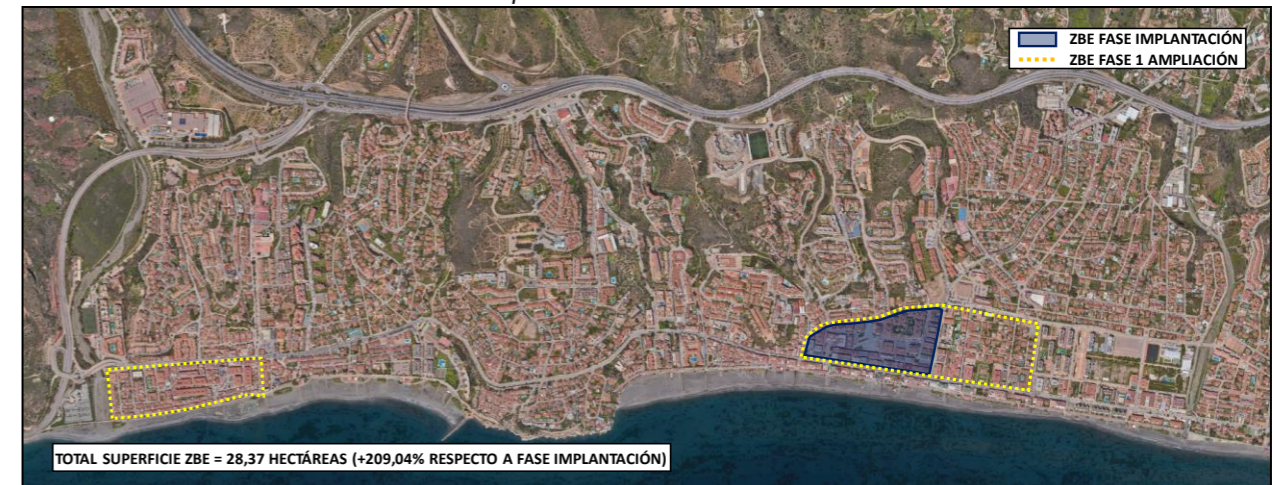 ZBE FASE IMPLANTACIÓN
ZBE FASE 1 AMPLIACIÓN
TOTAL SUPERFICIE ZBE = 28,37 HECTÁREAS (+209,04% RESPECTO A FASE IMPLANTACIÓN)